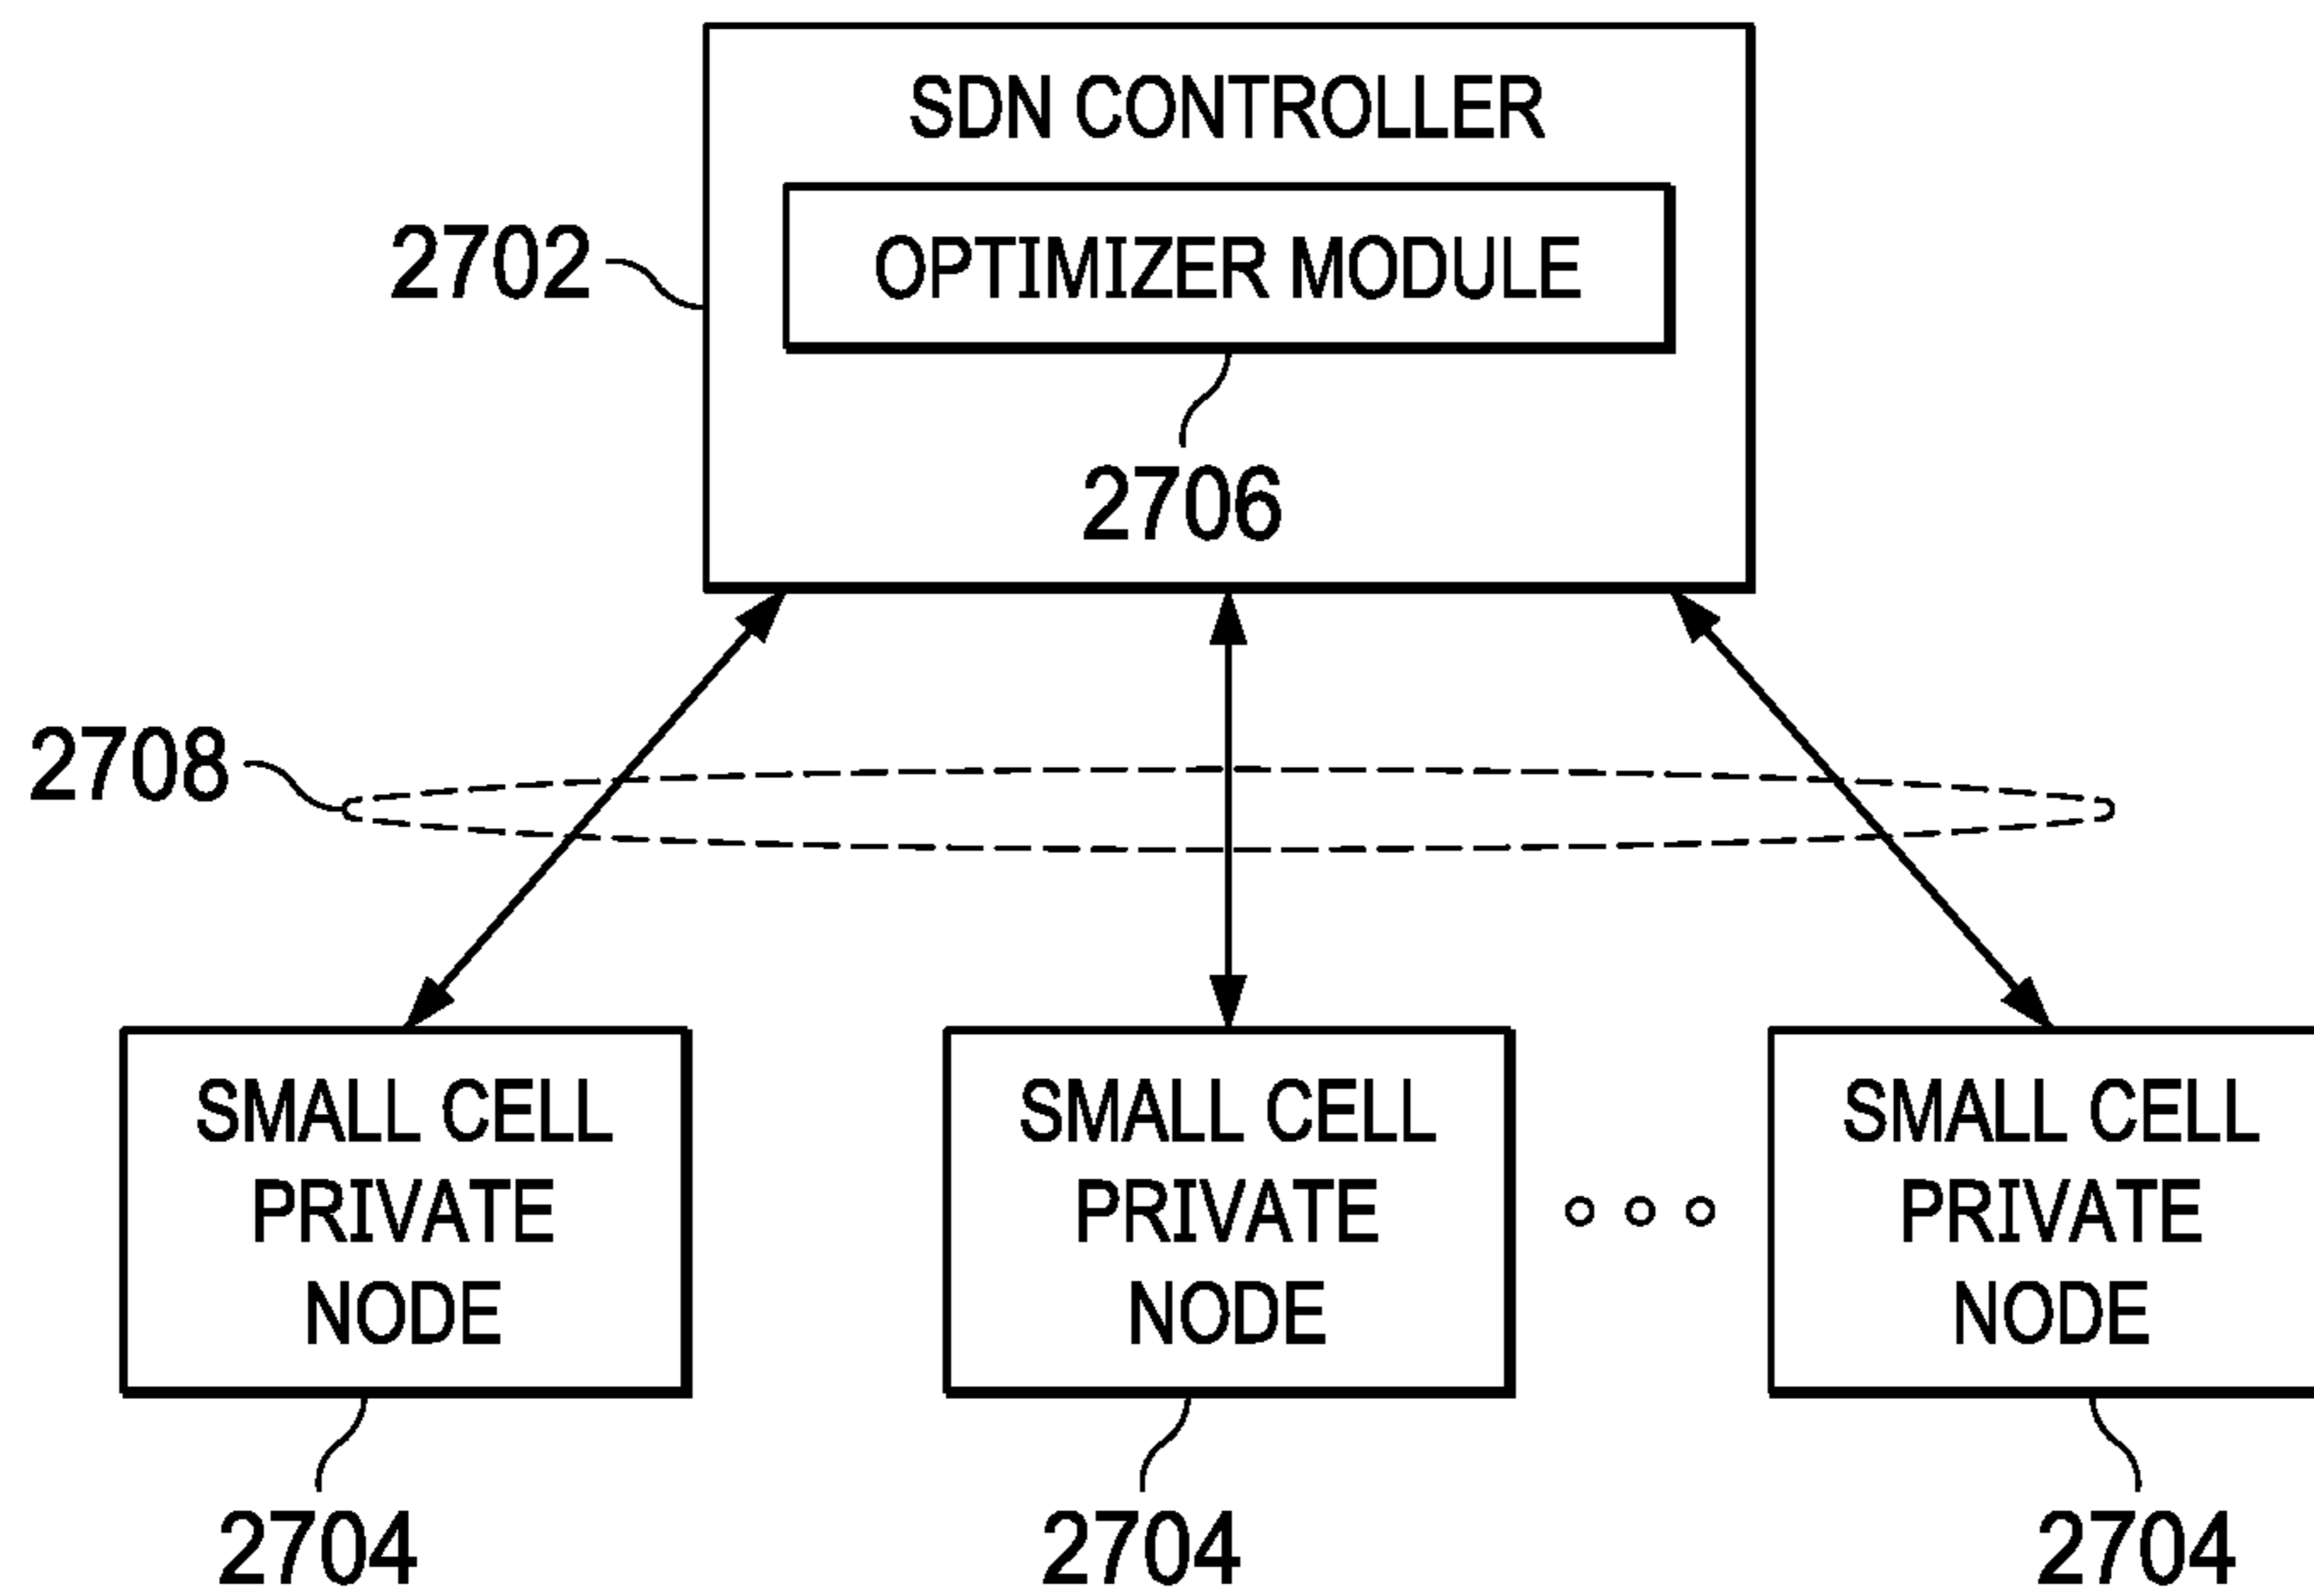 SDN CONTROLLER
OPTIMIZER MODULE
2702
2706
2708
SMALL CELL
PRIVATE
NODE
SMALL CELL
PRIVATE
NODE
SMALL CELL
PRIVATE
NODE
2704
2704
2704